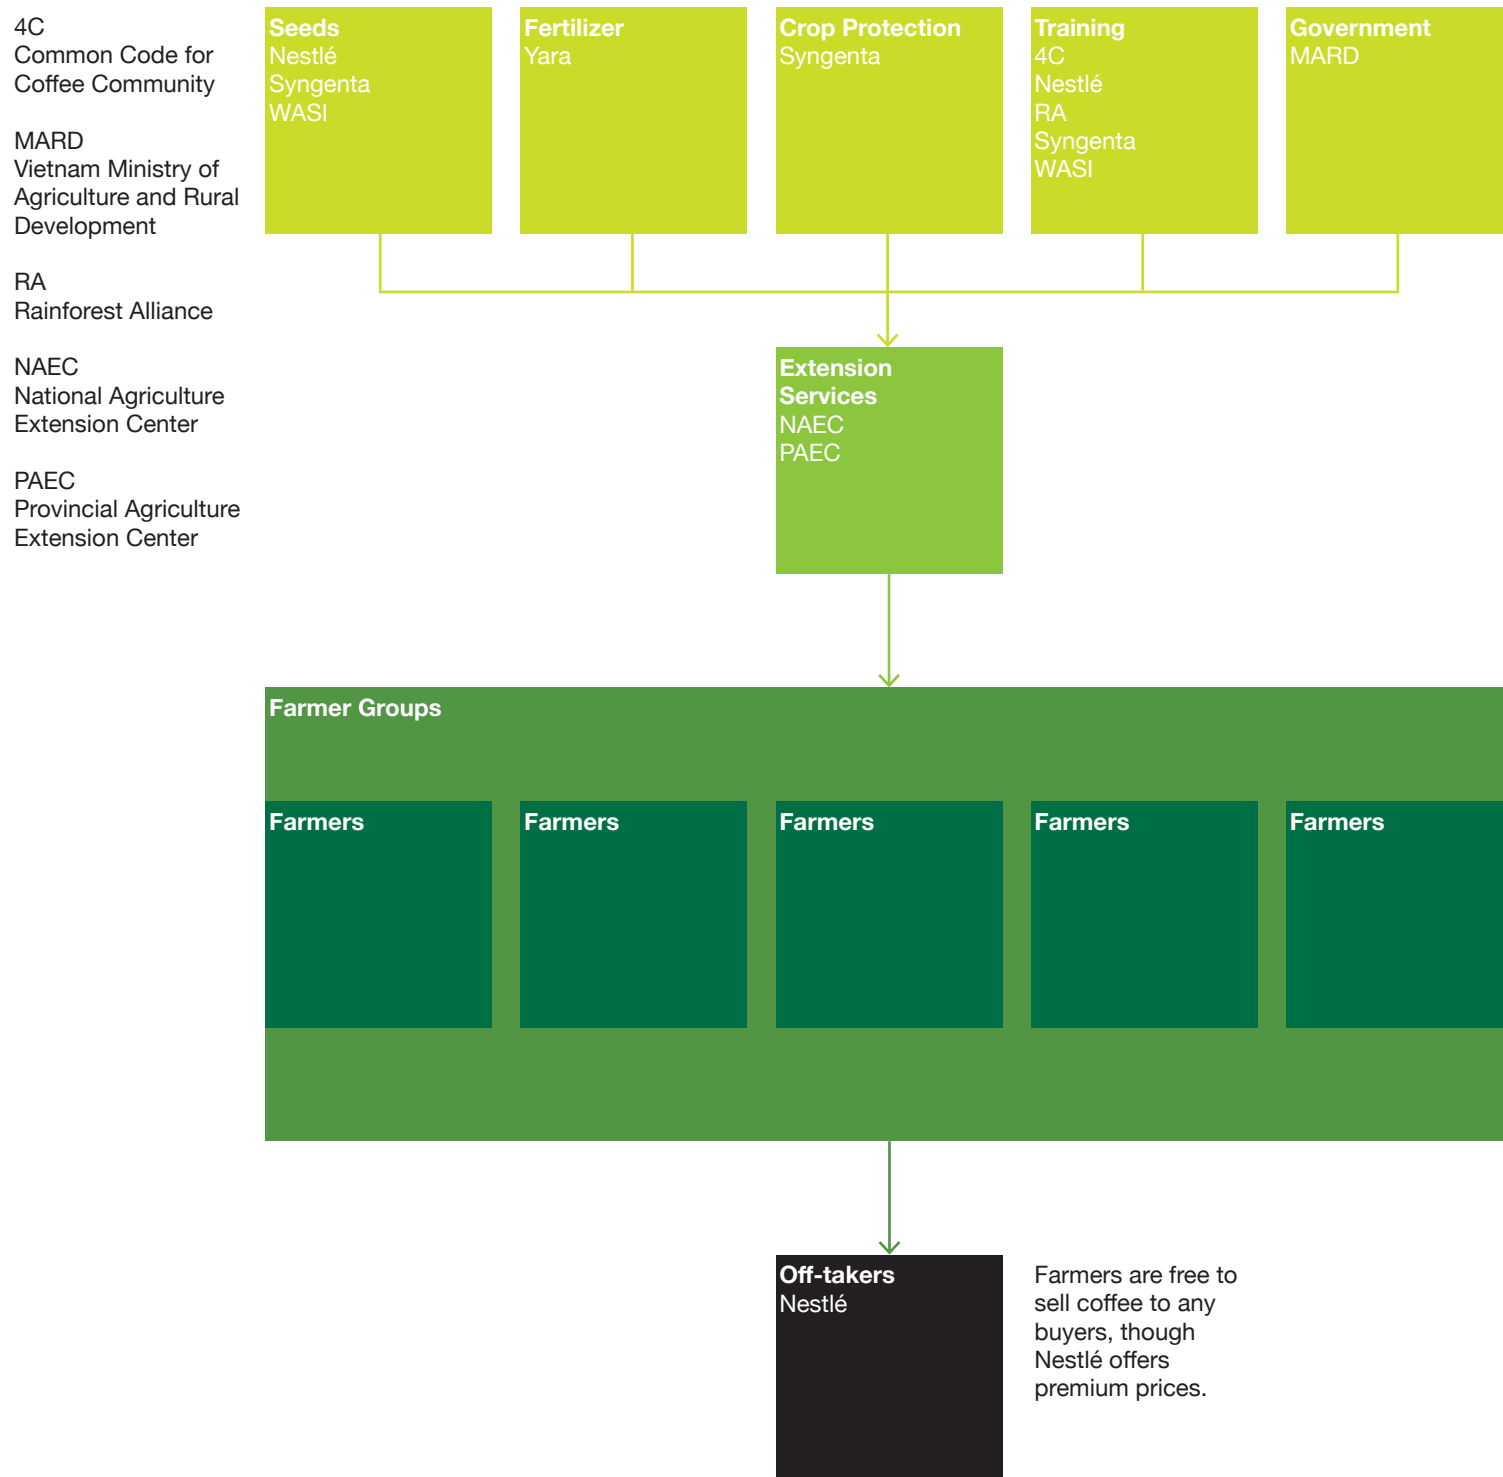 4C
Common Code for
Coffee Community
MARD
Vietnam Ministry of
Agriculture and Rural
Development
RA
Rainforest Alliance
NAEC
National Agriculture
Extension Center
PAEC
Provincial Agriculture
Extension Center
Seeds
Nestlé
Syngenta
WASI
Fertilizer
Yara
Crop Protection
Syngenta
Training
4C
Nestlé
RA
Syngenta
WASI
Government
MARD
Extension
Services
NAEC
PAEC
Farmer Groups
Farmers
Farmers
Farmers
Farmers
Farmers
Off-takers
Nestlé
Farmers are free to
sell coffee to any
buyers, though
Nestlé offers
premium prices.